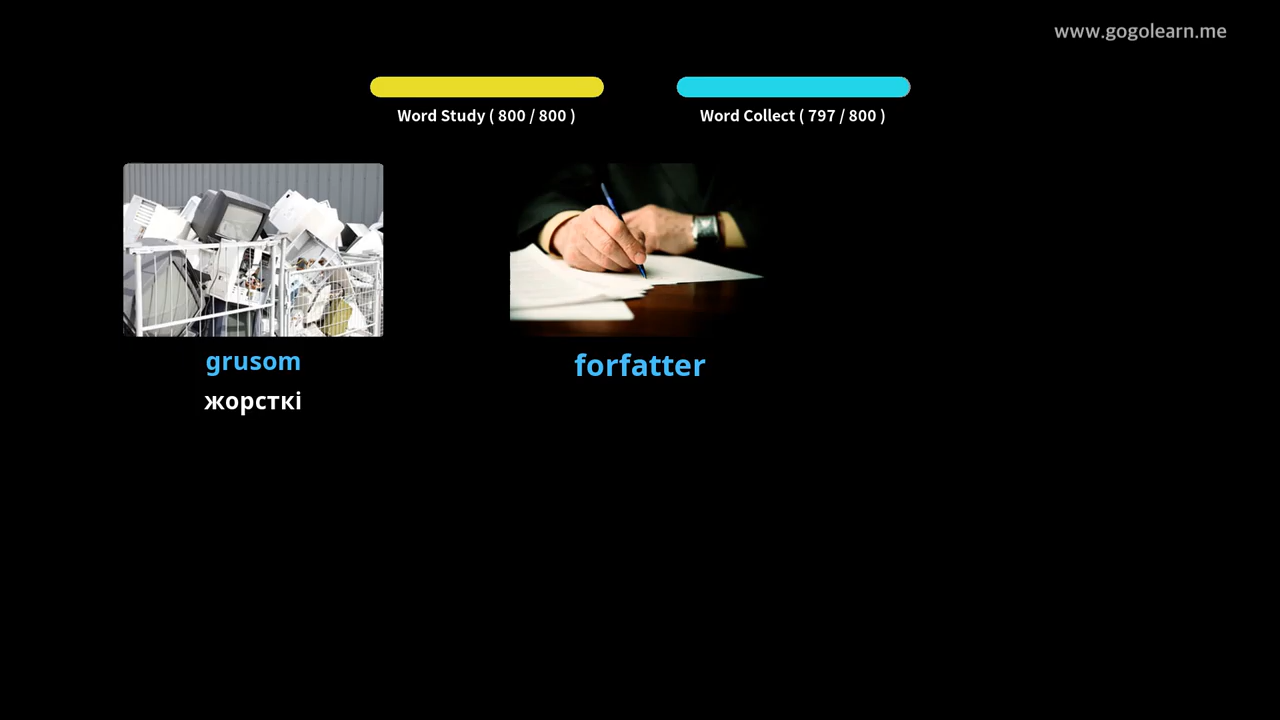 www.gogolearn.me
Word Study ( 800 / 800 )
Word Collect ( 797 / 800 )
grusom
жорсткі
forfatter